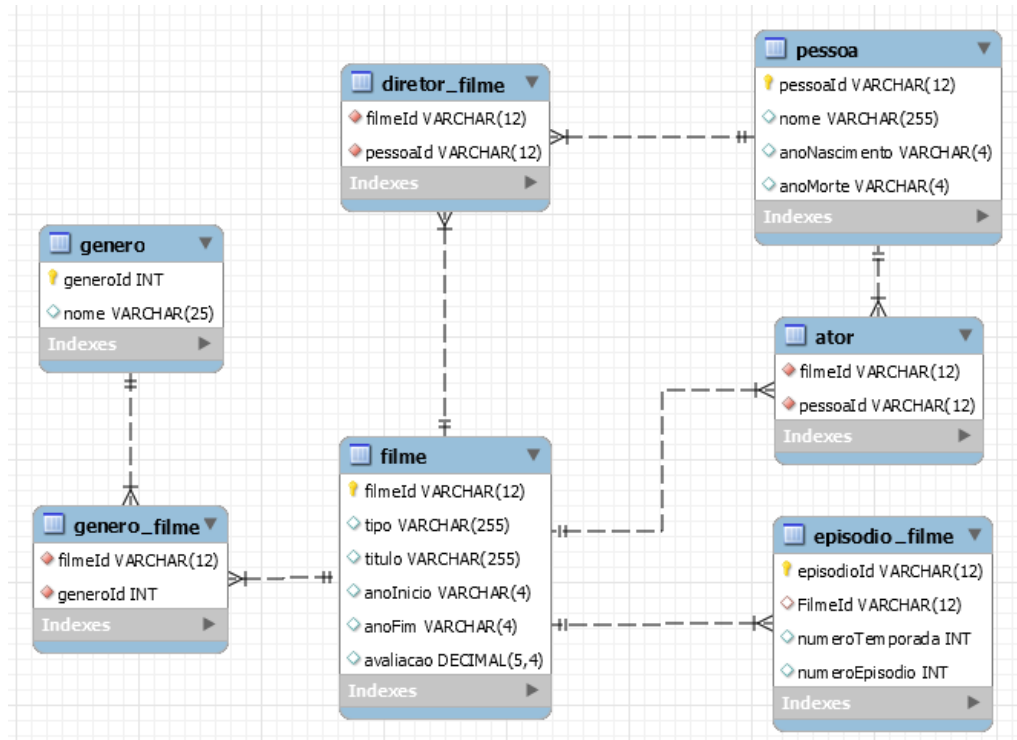 pessoa
pessoaId VARCHAR(12)
nome VARCHAR(255)
anoNascimento VARCHAR(4)
anoMorte VARCHAR(4)
Indexes
diretor_filme
filmeId VARCHAR(12)
pessoaId VARCHAR(12)
Indexes
genero
generoId INT
nome VARCHAR(25)
Indexes
ator
filmeId VARCHAR(12)
pessoaId VARCHAR(12)
Indexes
filme
filmeId VARCHAR(12)
tipo VARCHAR(255)
titulo VARCHAR(255)
anoInicio VARCHAR(4)
anoFim VARCHAR(4)
avaliacao DECIMAL(5,4)
Indexes
genero_filme
filmeId VARCHAR(12)
generoId INT
Indexes
episodio_filme
episodioId VARCHAR(12)
FilmeId VARCHAR(12)
numeroTemporada INT
numeroEpisodio INT
Indexes